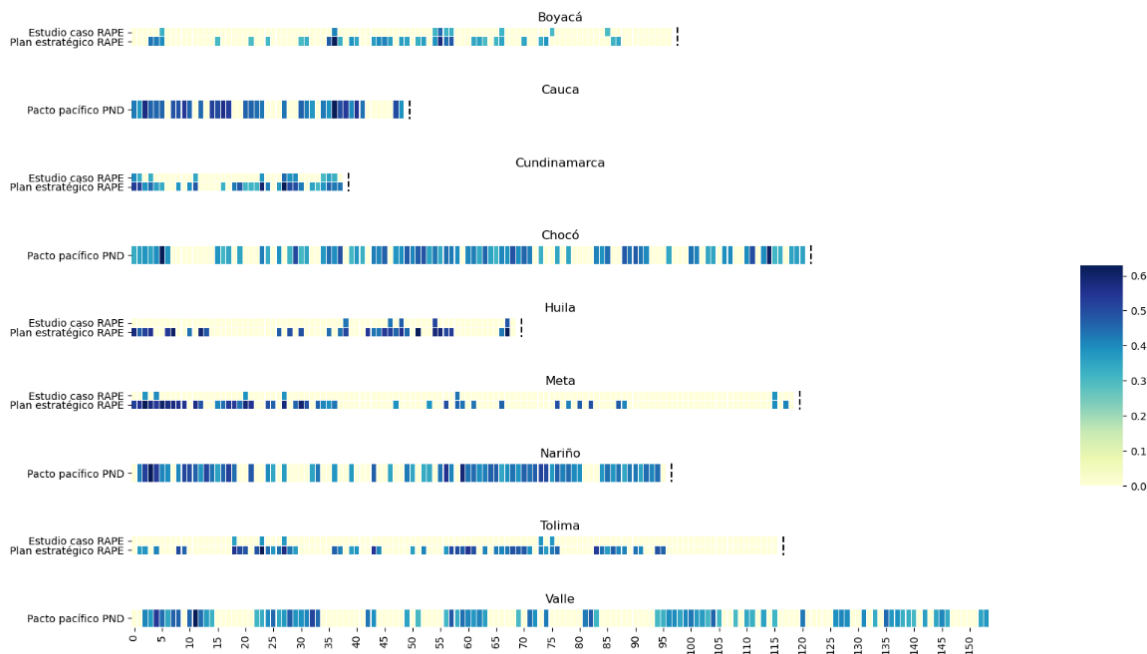 Boyacá
Estudio caso RAPE
Plan estratégico RAPE
Cauca
Pacto pacífico PND
Cundinamarca
Estudio caso RAPE
Plan estratégico RAPE
Chocó
Pacto pacífico PND
Huila
Estudio caso RAPE
Plan estratégico RAPE
Meta
Estudio caso RAPE
Plan estratégico RAPE
Nariño
Pacto pacífico PND
Tolima
Estudio caso RAPE
Plan estratégico RAPE
Valle
Pacto pacífico PND
0 5 10 15 20 25 30 35 40 45 50 55 60 65 70 75 80 85 90 95 100 105 110 115 120 125 130 135 140 145 150
0.6
0.5
0.4
0.3
0.2
0.1
0.0